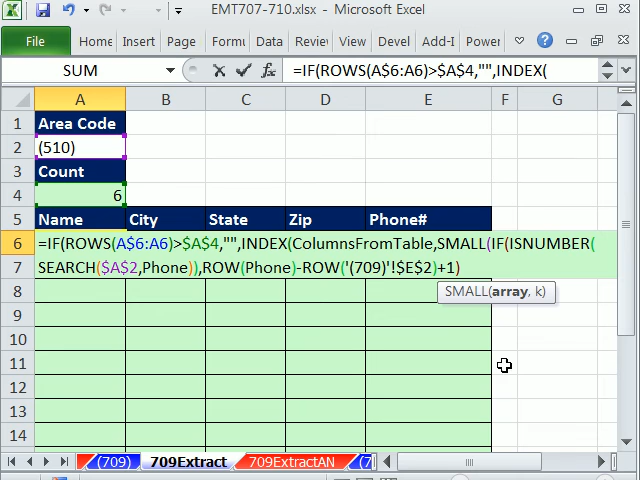 EMT707-710.xlsx - Microsoft Excel
File Home Insert Page Formu Data Revie View Devel Add-I Power
SUM =IF(ROWS(A$6:A6)>$A$4,"",INDEX(
A B C D E F G
1 Area Code
2 (510)
3 Count
4 6
5 Name City State Zip Phone#
6 =IF(ROWS(A$6:A6)>$A$4,"",INDEX(ColumnsFromTable,SMALL(IF(ISNUMBER(
7 SEARCH($A$2,Phone)),ROW(Phone)-ROW('(709)'!$E$2)+1)
8
SMALL(array, k)
9
10
11
12
13
14
(709) 709Extract 709ExtractAN (7